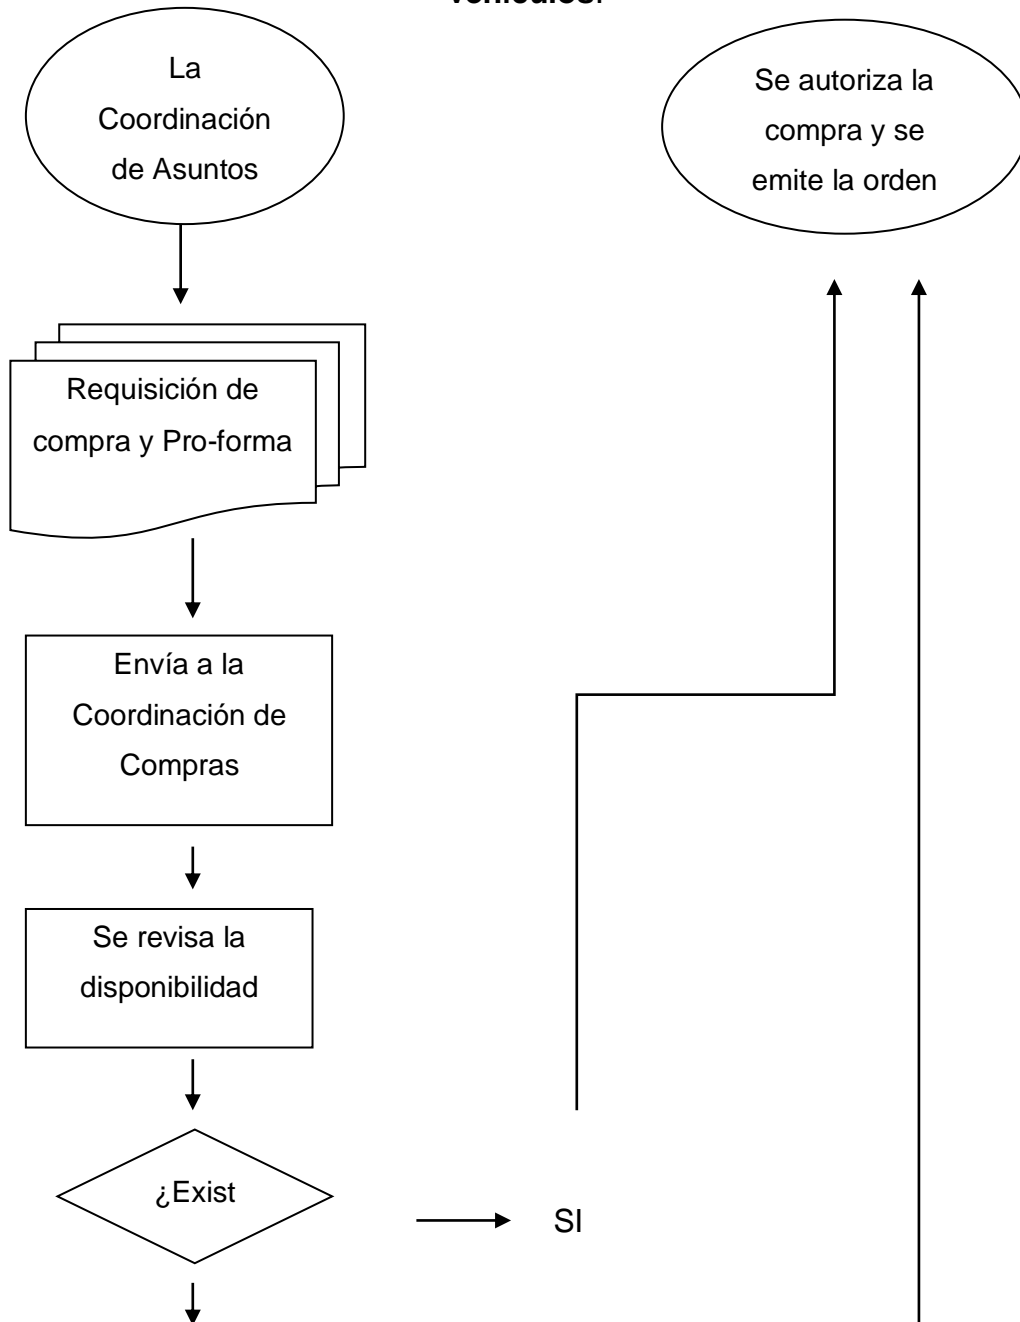 vehículos.
La
Coordinación
de Asuntos
Requisición de
compra y Pro-forma
Envía a la
Coordinación de
Compras
Se revisa la
disponibilidad
¿Exist
SI
Se autoriza la
compra y se
emite la orden